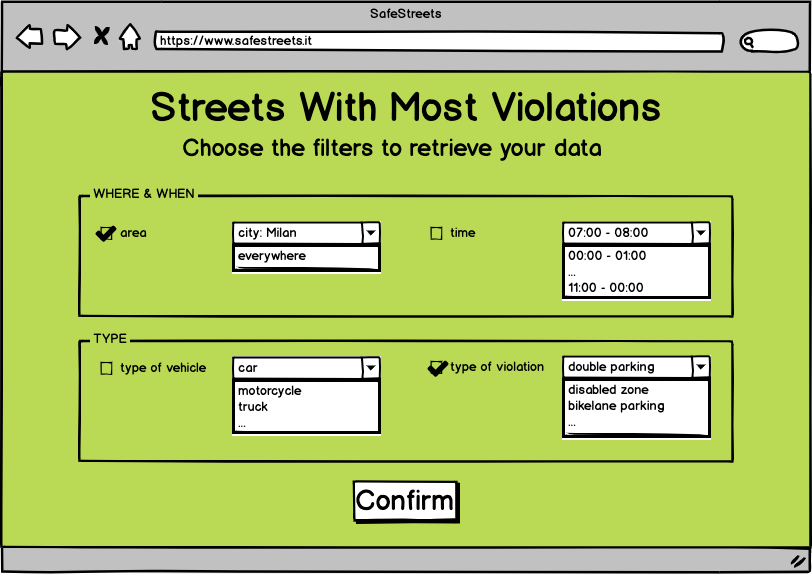 SafeStreets
https://www.safestreets.it
Streets With Most Violations
Choose the filters to retrieve your data
WHERE & WHEN
area
city: Milan
everywhere
time
07:00 - 08:00
00:00 - 01:00
...
11:00 - 00:00
TYPE
type of vehicle
car
motorcycle
truck
...
type of violation
double parking
disabled zone
bikelane parking
...
Confirm